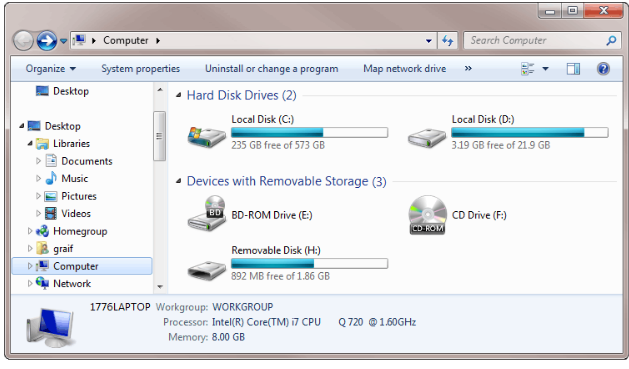 Computer
Search Computer
Organize
System properties
Uninstall or change a program
Map network drive
»
Desktop
Desktop
Libraries
Documents
Music
Pictures
Videos
Homegroup
graif
Computer
Network
Hard Disk Drives (2)
Local Disk (C:)
235 GB free of 573 GB
Local Disk (D:)
3.19 GB free of 21.9 GB
Devices with Removable Storage (3)
BD
BD-ROM Drive (E:)
CD-ROM
CD Drive (F:)
Removable Disk (H:)
892 MB free of 1.86 GB
1776LAPTOP Workgroup: WORKGROUP
Processor: Intel(R) Core(TM) i7 CPU Q 720 @ 1.60GHz
Memory: 8.00 GB